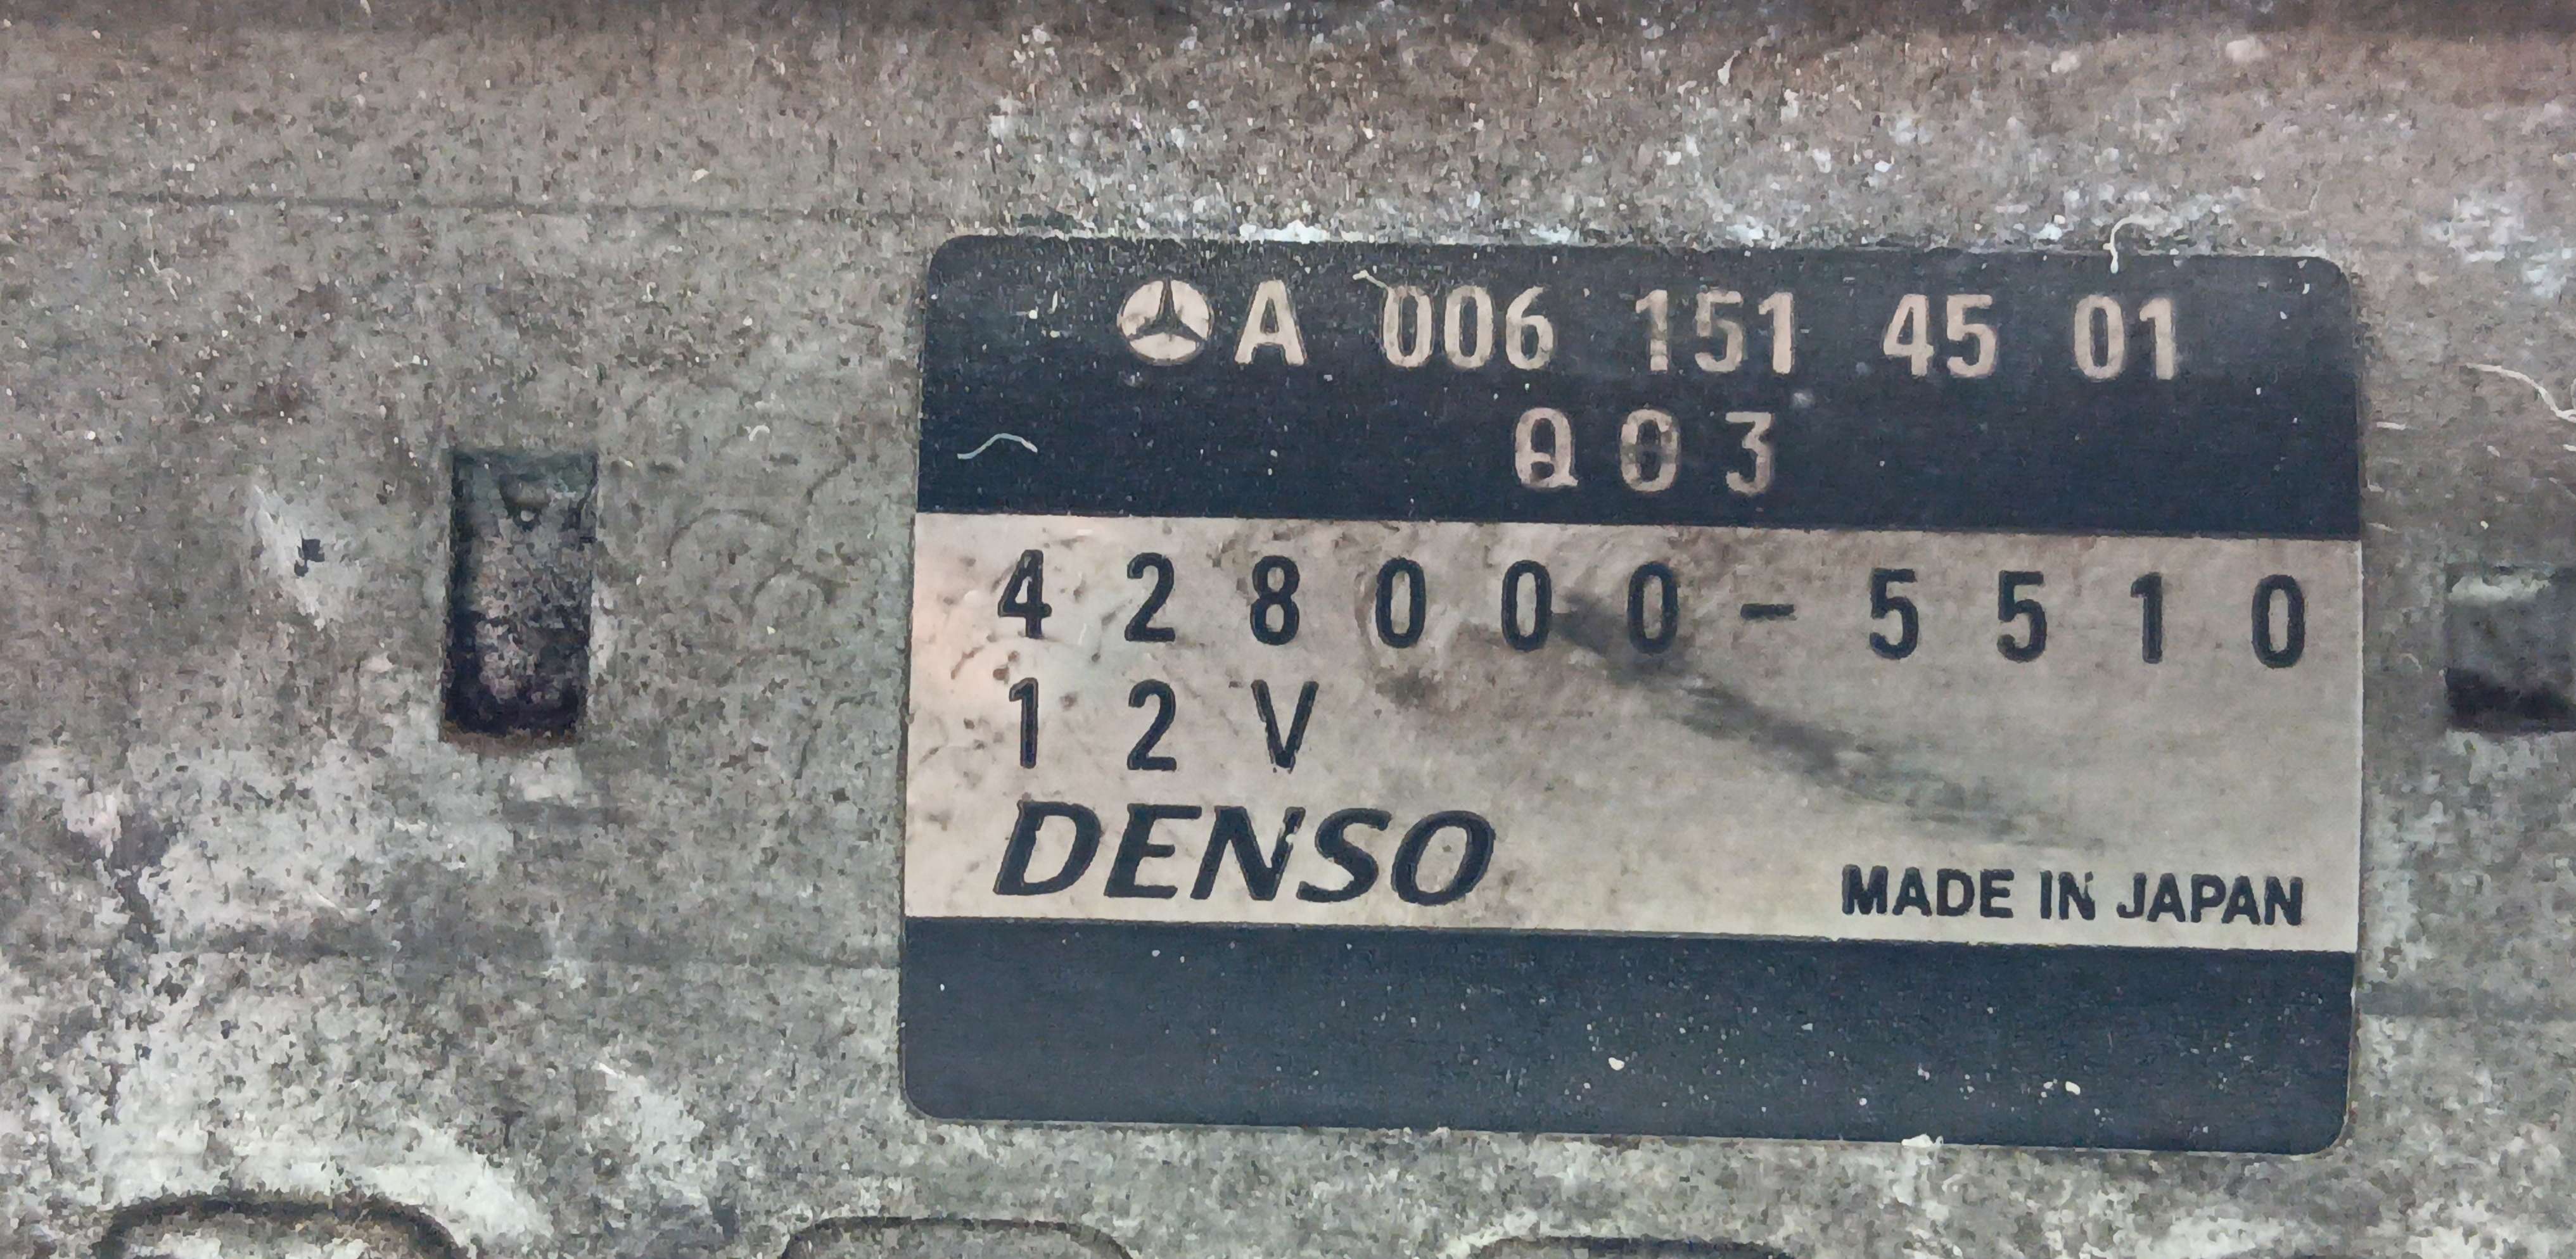 A 006 151 45 01
Q03
428000-5510
12V
DENSO
MADE IN JAPAN